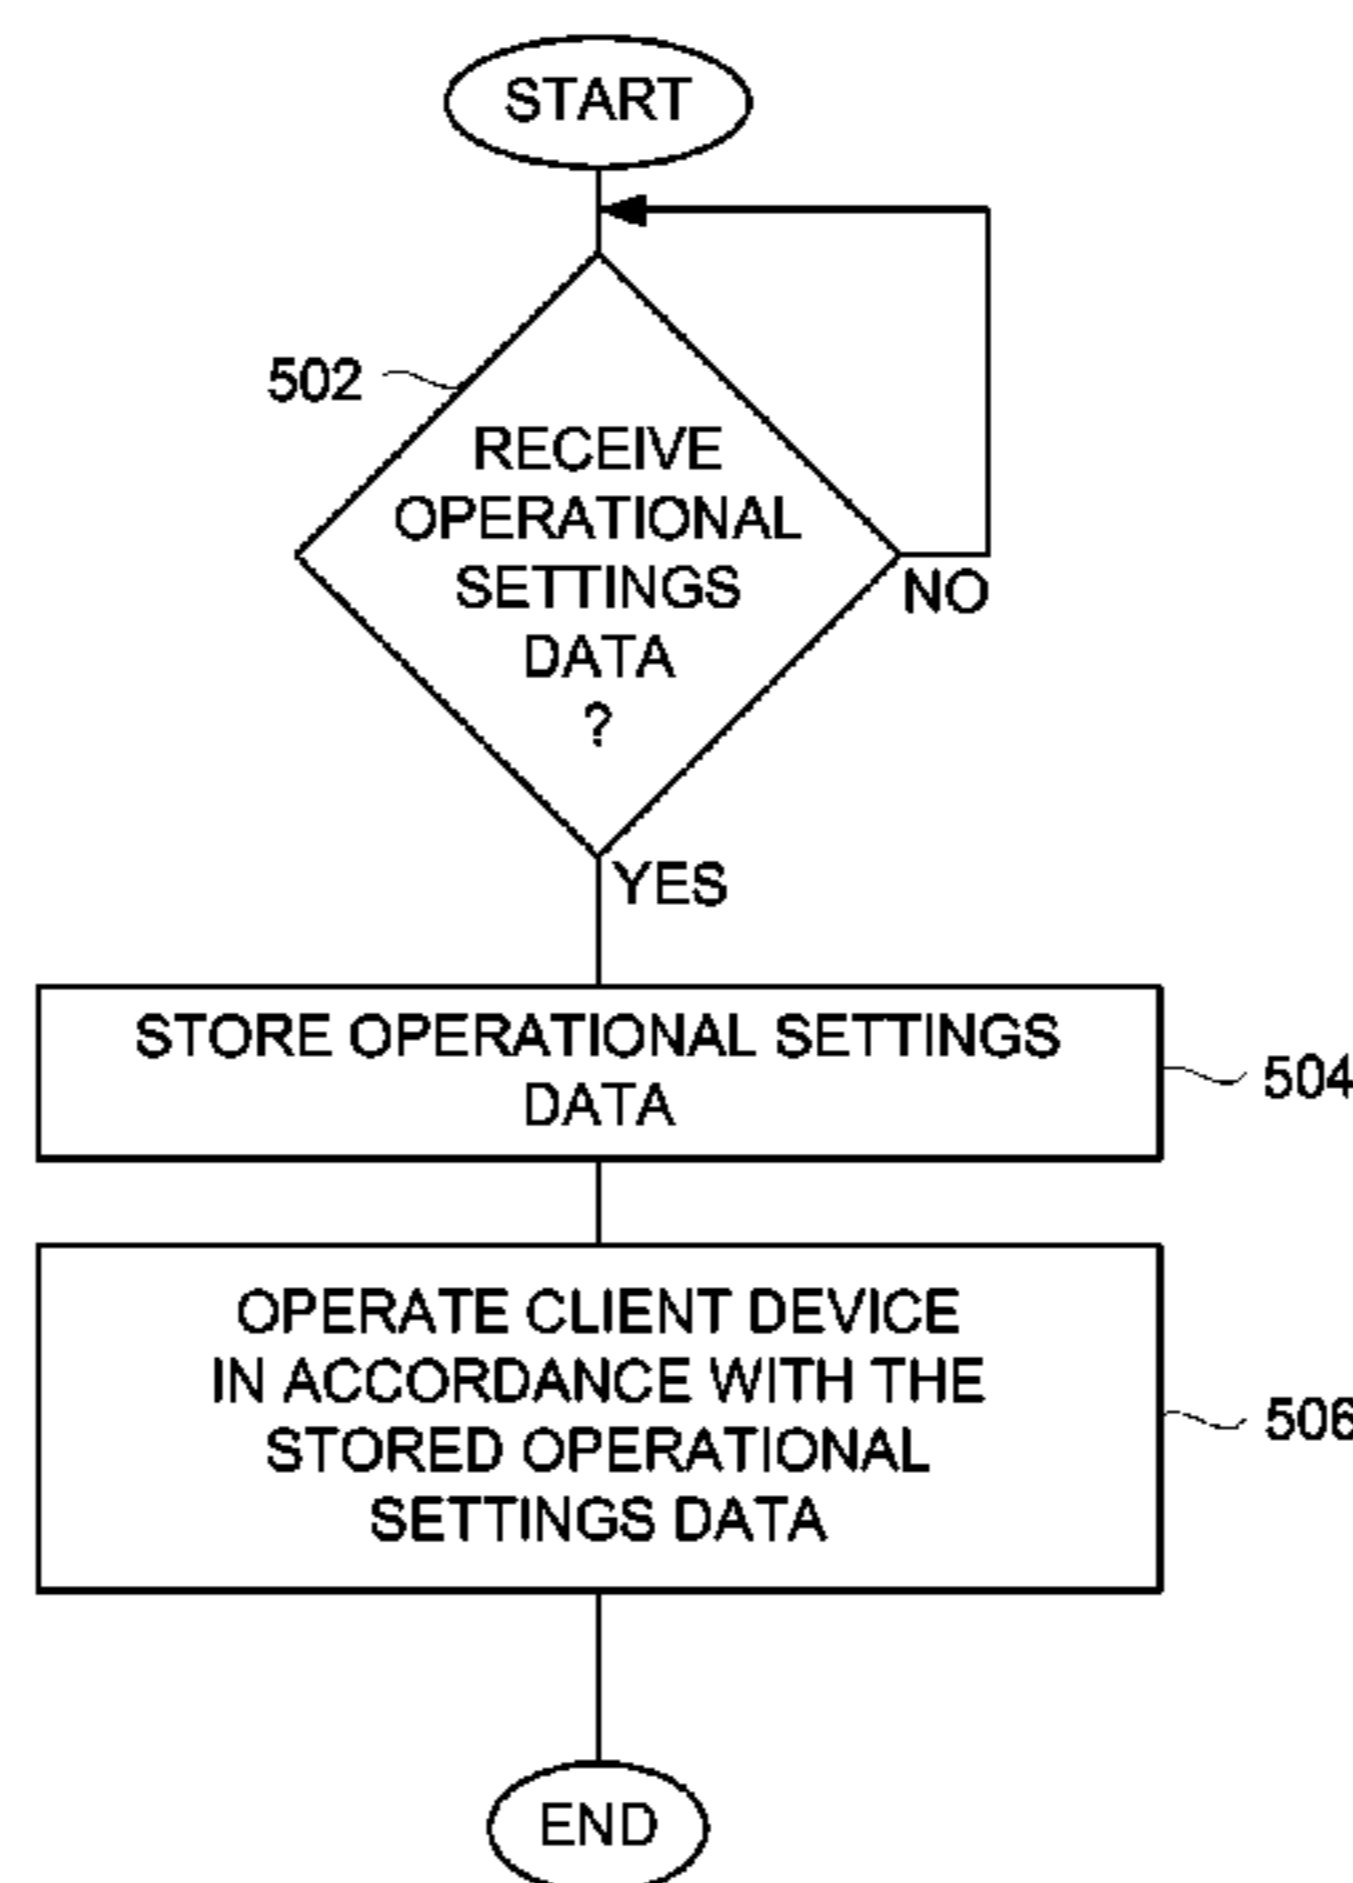 START
502
RECEIVE
OPERATIONAL
SETTINGS
DATA
?
NO
YES
STORE OPERATIONAL SETTINGS
DATA
504
OPERATE CLIENT DEVICE
IN ACCORDANCE WITH THE
STORED OPERATIONAL
SETTINGS DATA
506
END